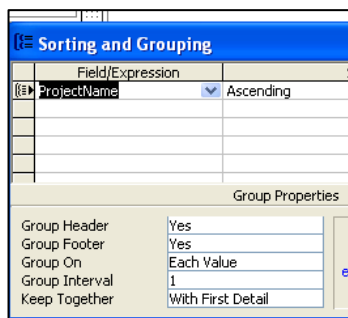 Sorting and Grouping
Field/Expression
ProjectName Ascending
Group Properties
Group Header Yes
Group Footer Yes
Group On Each Value
Group Interval 1
Keep Together With First Detail